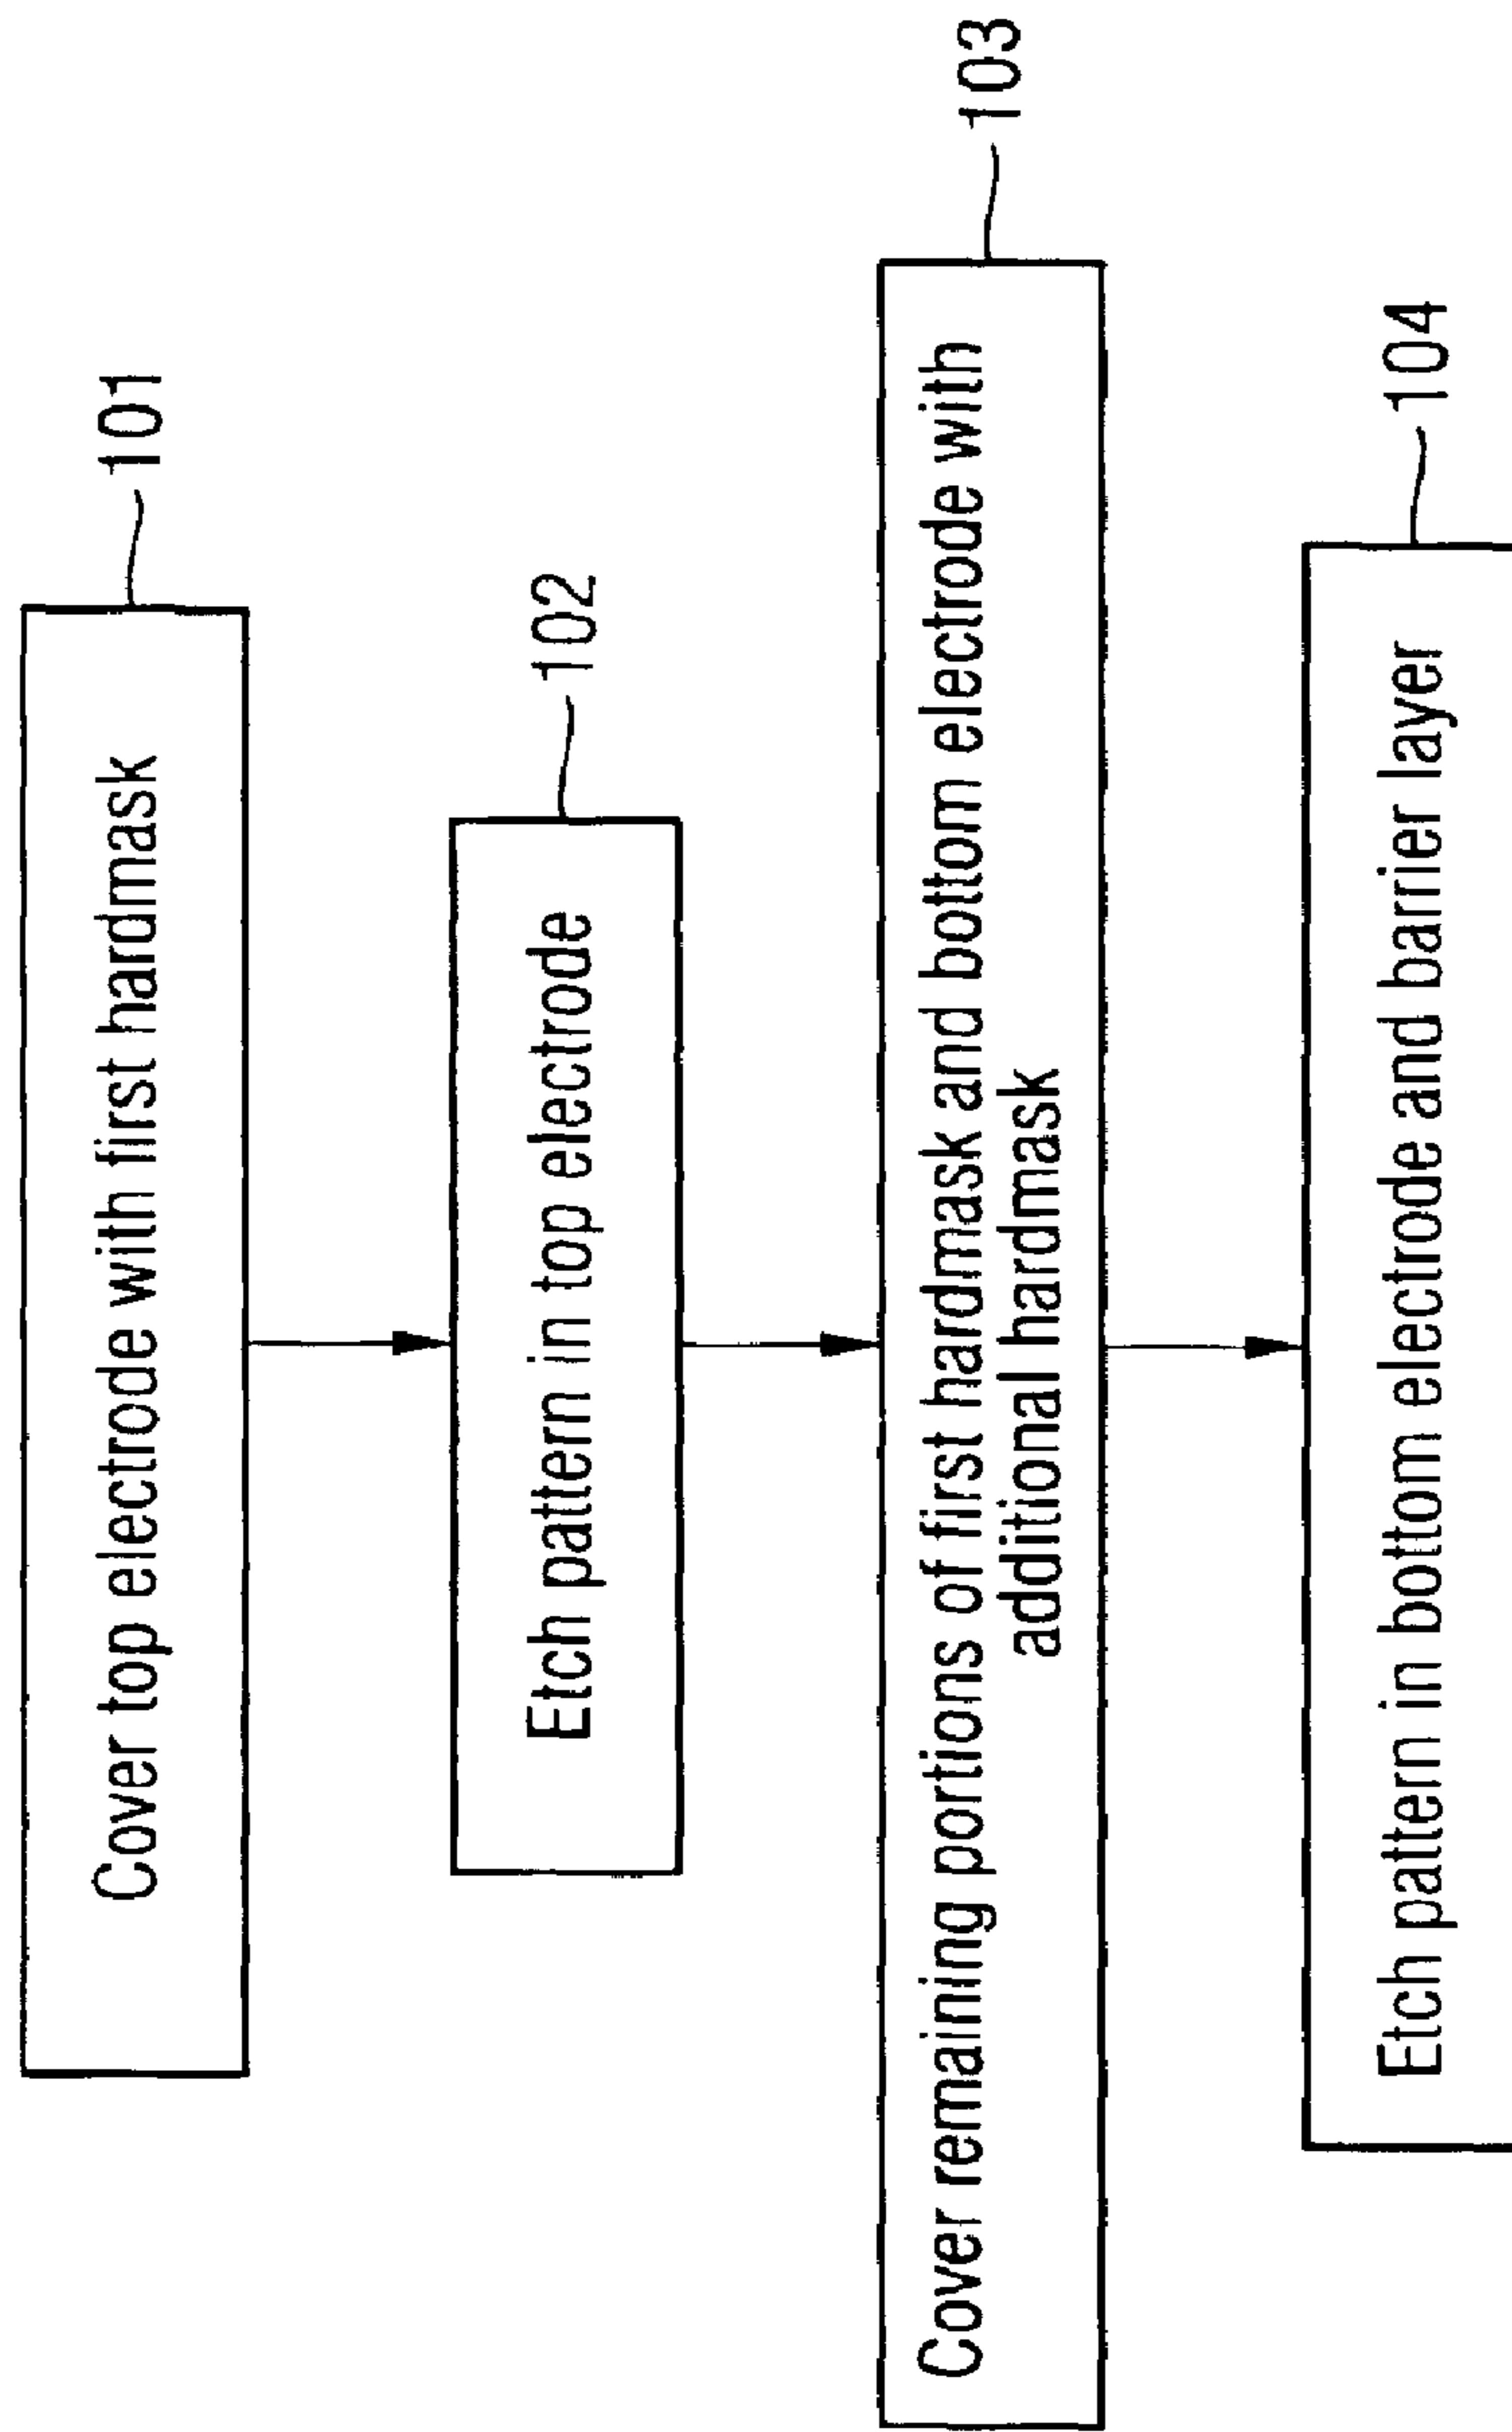 Cover top electrode with first hardmask
101
Etch pattern in top electrode
102
Cover remaining portions of first hardmask and bottom electrode with
additional hardmask
103
Etch pattern in bottom electrode and barrier layer
104